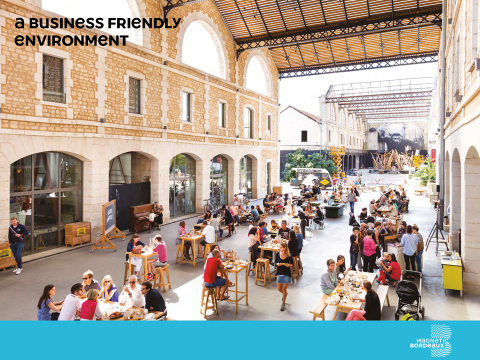 a BUSINESS FRIENDLY
ENVIRONMENT
MAGNETIC
BORDEAUX